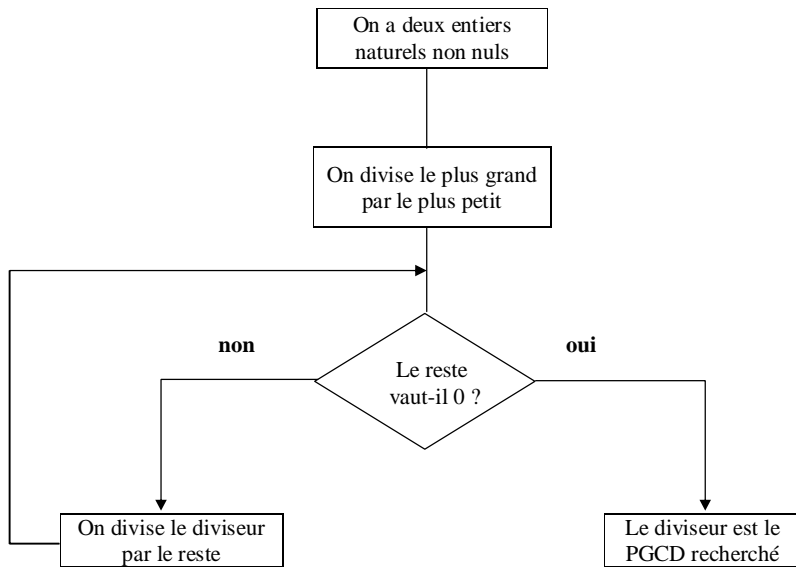 On a deux entiers
naturels non nuls
On divise le plus grand
par le plus petit
non
oui
Le reste
vaut-il 0 ?
On divise le diviseur
par le reste
Le diviseur est le
PGCD recherché